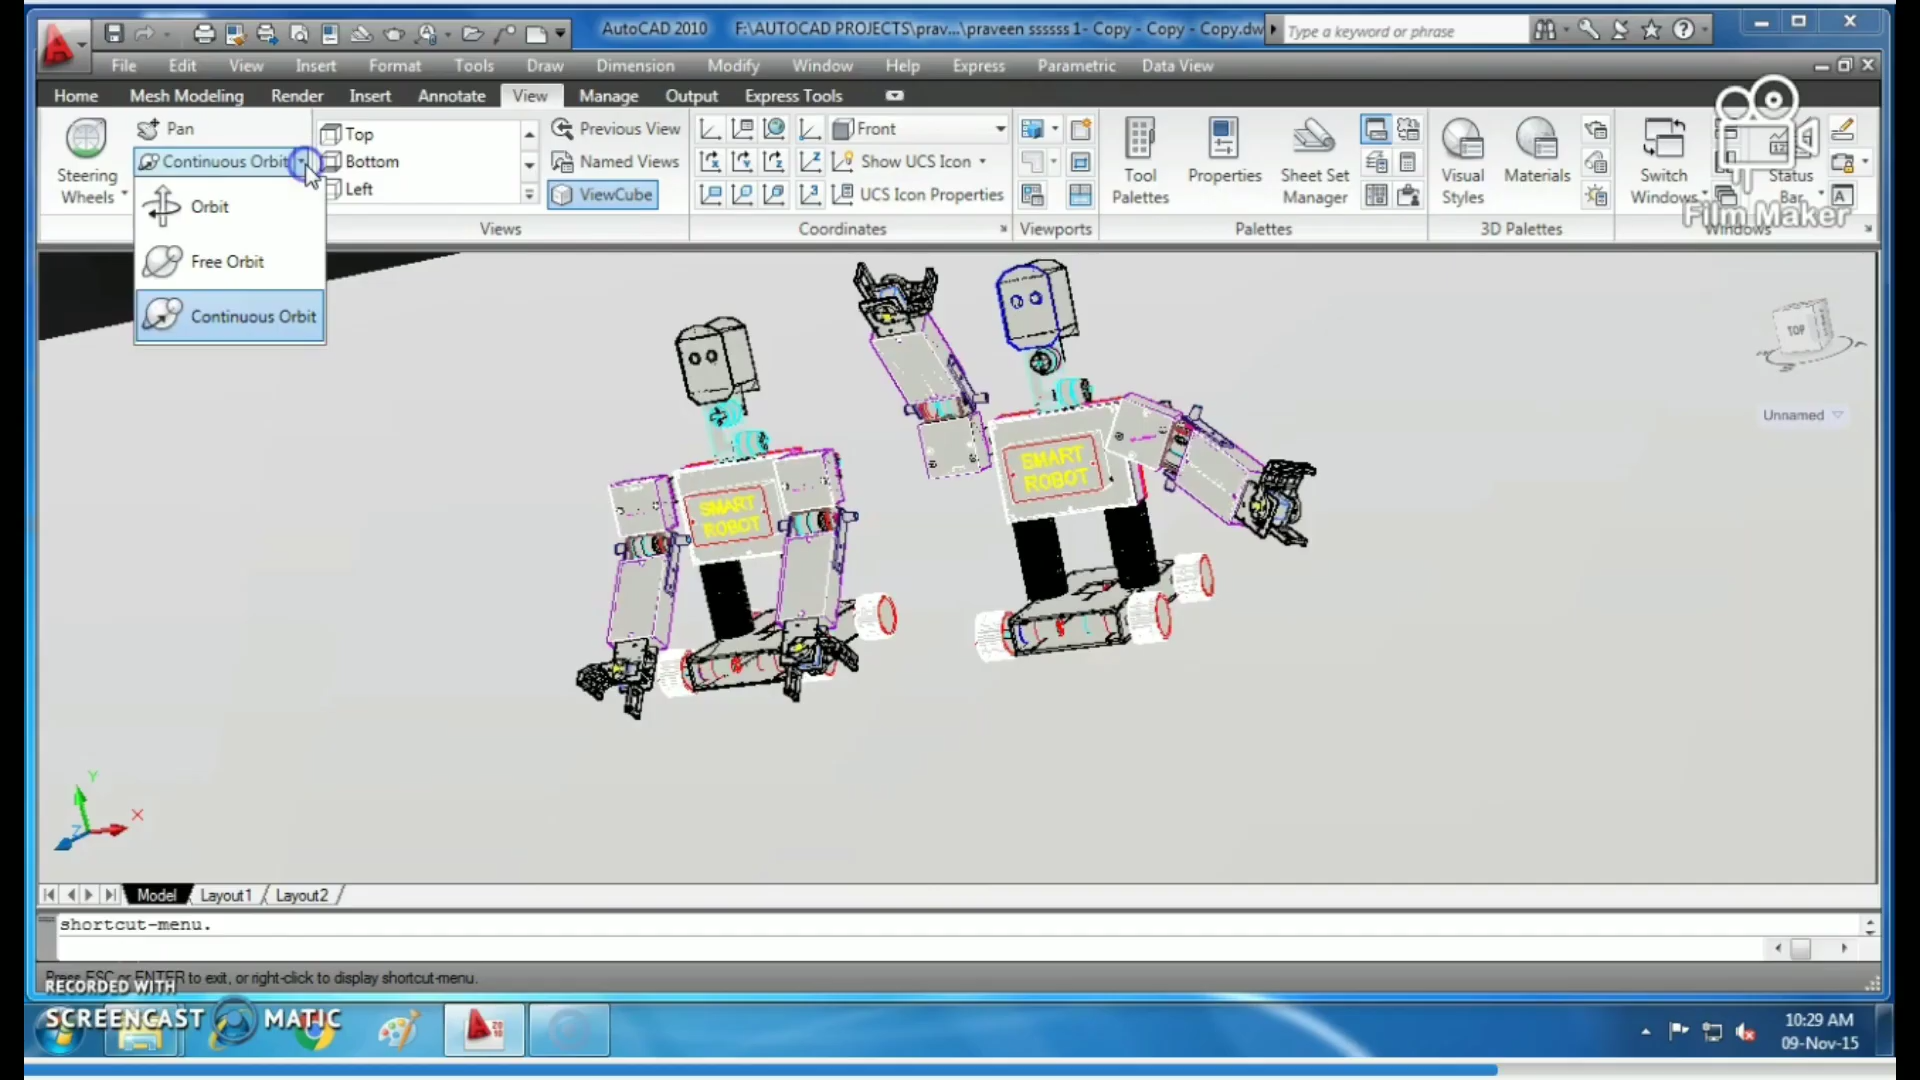 AutoCAD 2010 F:\AUTOCAD PROJECTS\prav...\praveen ssssss 1- Copy - Copy - Copy.dw
Type a keyword or phrase
File Edit View Insert Format Tools Draw Dimension Modify Window Help Express Parametric Data View
Home Mesh Modeling Render Insert Annotate View Manage Output Express Tools
Steering Wheels
Pan
Continuous Orbit
Orbit
Free Orbit
Continuous Orbit
Top
Bottom
Left
Previous View
Named Views
ViewCube
Views
Front
Show UCS Icon
UCS Icon Properties
Coordinates
Viewports
Tool Palettes
Properties
Sheet Set Manager
Palettes
Visual Styles
Materials
3D Palettes
Switch Windows
Status Bar
Windows
Film Maker
TOP
Unnamed
SMART
ROBOT
SMART
ROBOT
Y
X
Z
Model Layout1 Layout2
shortcut-menu.
Press ESC or ENTER to exit, or right-click to display shortcut-menu.
RECORDED WITH
SCREENCAST MATIC
10:29 AM
09-Nov-15